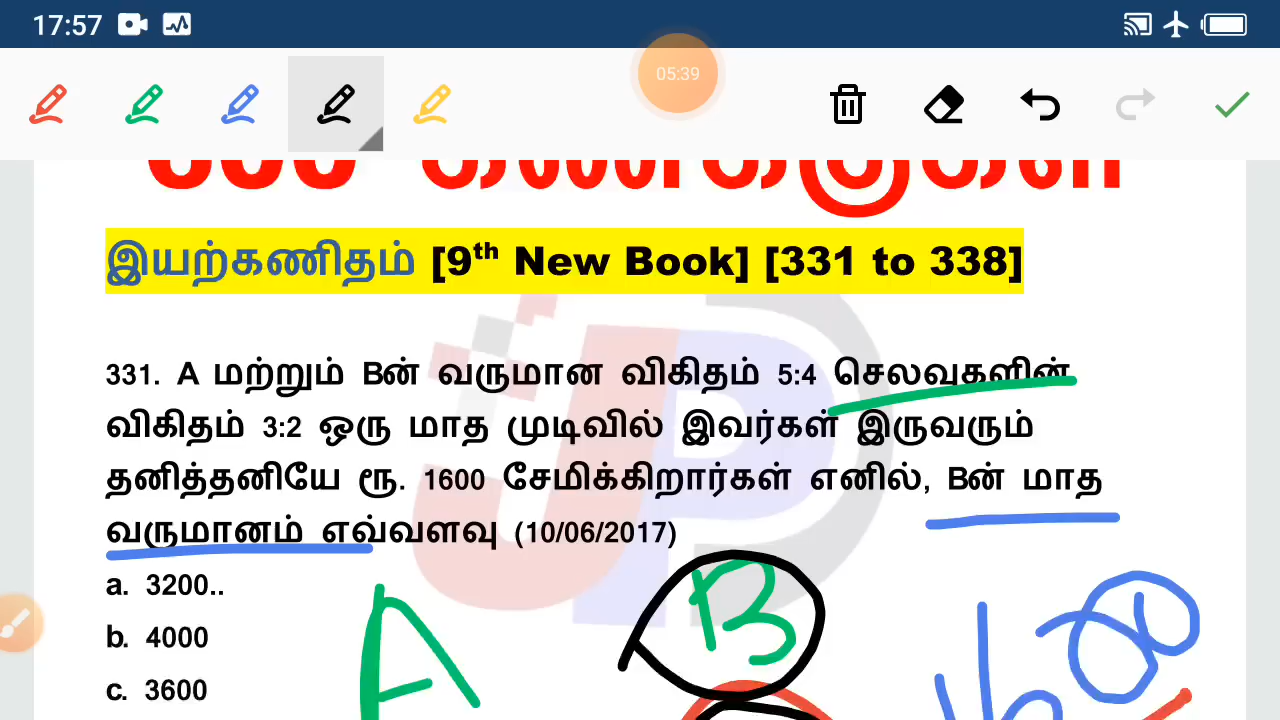 17:57
05:39
இயற்கணிதம் [9th New Book] [331 to 338]
331. A மற்றும் Bன் வருமான விகிதம் 5:4 செலவுகளின்
விகிதம் 3:2 ஒரு மாத முடிவில் இவர்கள் இருவரும்
தனித்தனியே ரூ. 1600 சேமிக்கிறார்கள் எனில், Bன் மாத
வருமானம் எவ்வளவு (10/06/2017)
a. 3200..
b. 4000
c. 3600
A B 1600